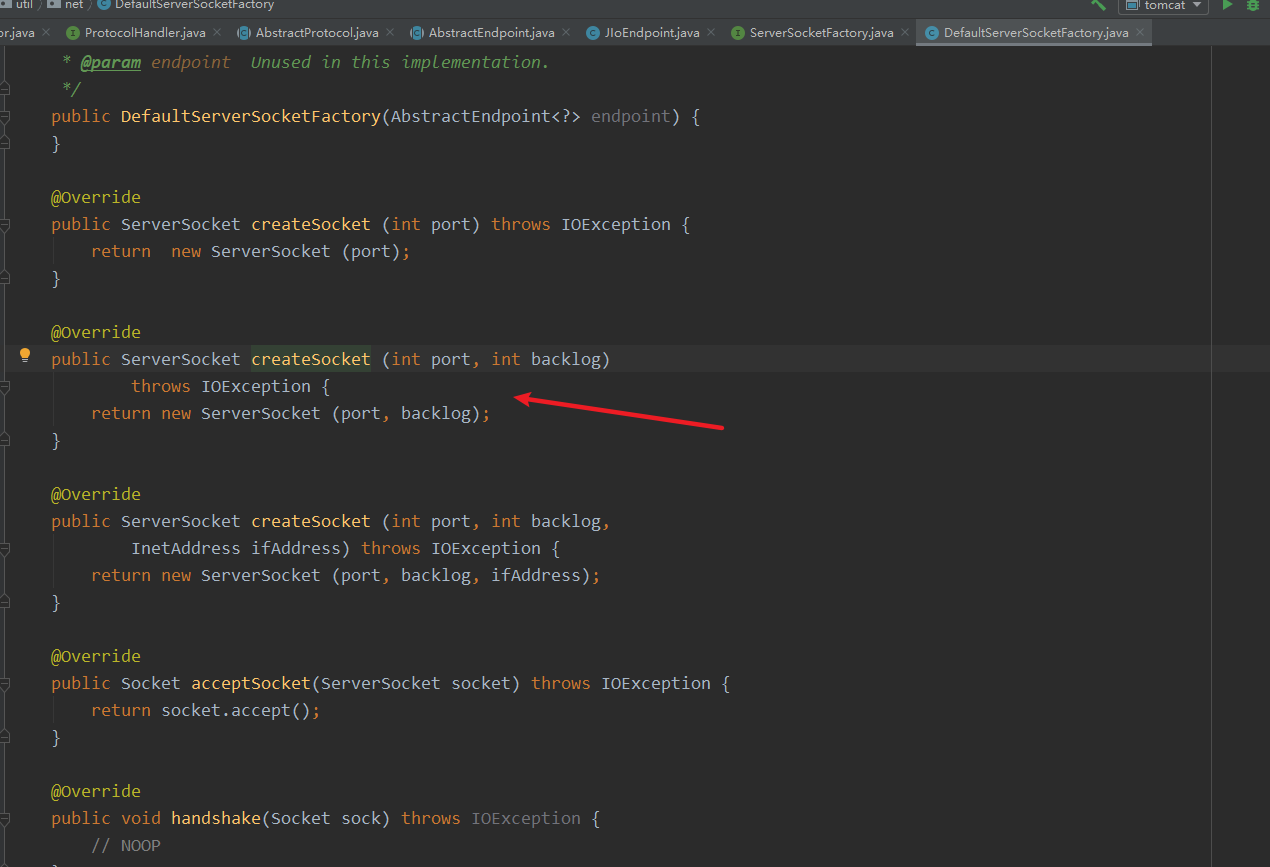 util net DefaultServerSocketFactory tomcat
or.java ProtocolHandler.java AbstractProtocol.java AbstractEndpoint.java JIoEndpoint.java ServerSocketFactory.java DefaultServerSocketFactory.java
* @param endpoint  Unused in this implementation.
*/
public DefaultServerSocketFactory(AbstractEndpoint<?> endpoint) {
}
@Override
public ServerSocket createSocket (int port) throws IOException {
return  new ServerSocket (port);
}
@Override
public ServerSocket createSocket (int port, int backlog)
throws IOException {
return new ServerSocket (port, backlog);
}
@Override
public ServerSocket createSocket (int port, int backlog,
InetAddress ifAddress) throws IOException {
return new ServerSocket (port, backlog, ifAddress);
}
@Override
public Socket acceptSocket(ServerSocket socket) throws IOException {
return socket.accept();
}
@Override
public void handshake(Socket sock) throws IOException {
// NOOP